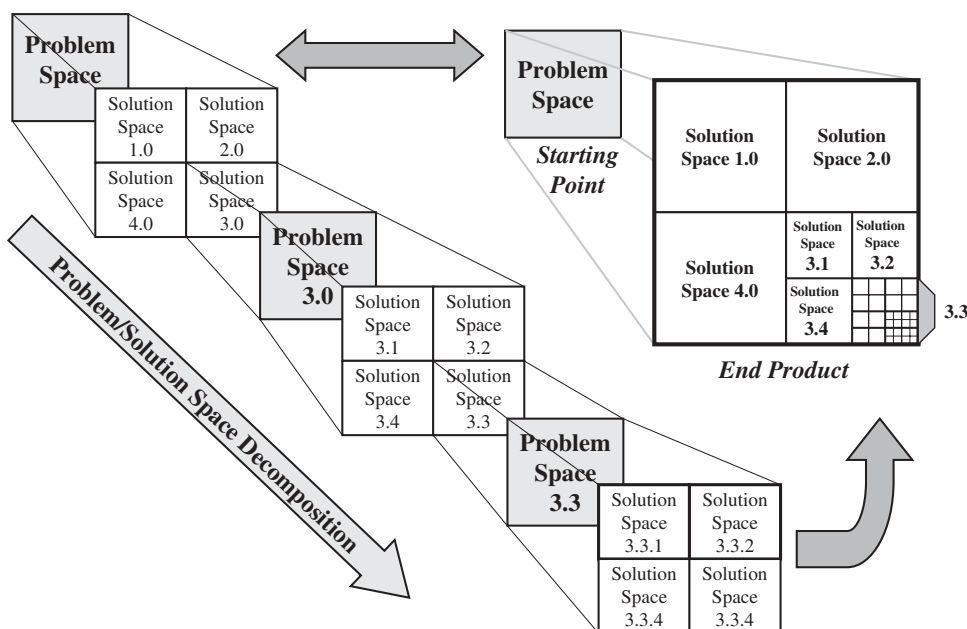 Problem
Space
Solution
Space
1.0
Solution
Space
2.0
Solution
Space
4.0
Solution
Space
3.0
Problem
Space
3.0
Solution
Space
3.1
Solution
Space
3.2
Solution
Space
3.4
Solution
Space
3.3
Problem
Space
3.3
Solution
Space
3.3.1
Solution
Space
3.3.2
Solution
Space
3.3.4
Solution
Space
3.3.4
Problem/Solution Space Decomposition
Problem
Space
Starting
Point
Solution
Space 1.0
Solution
Space 2.0
Solution
Space 4.0
Solution
Space
3.1
Solution
Space
3.2
Solution
Space
3.4
3.3
End Product